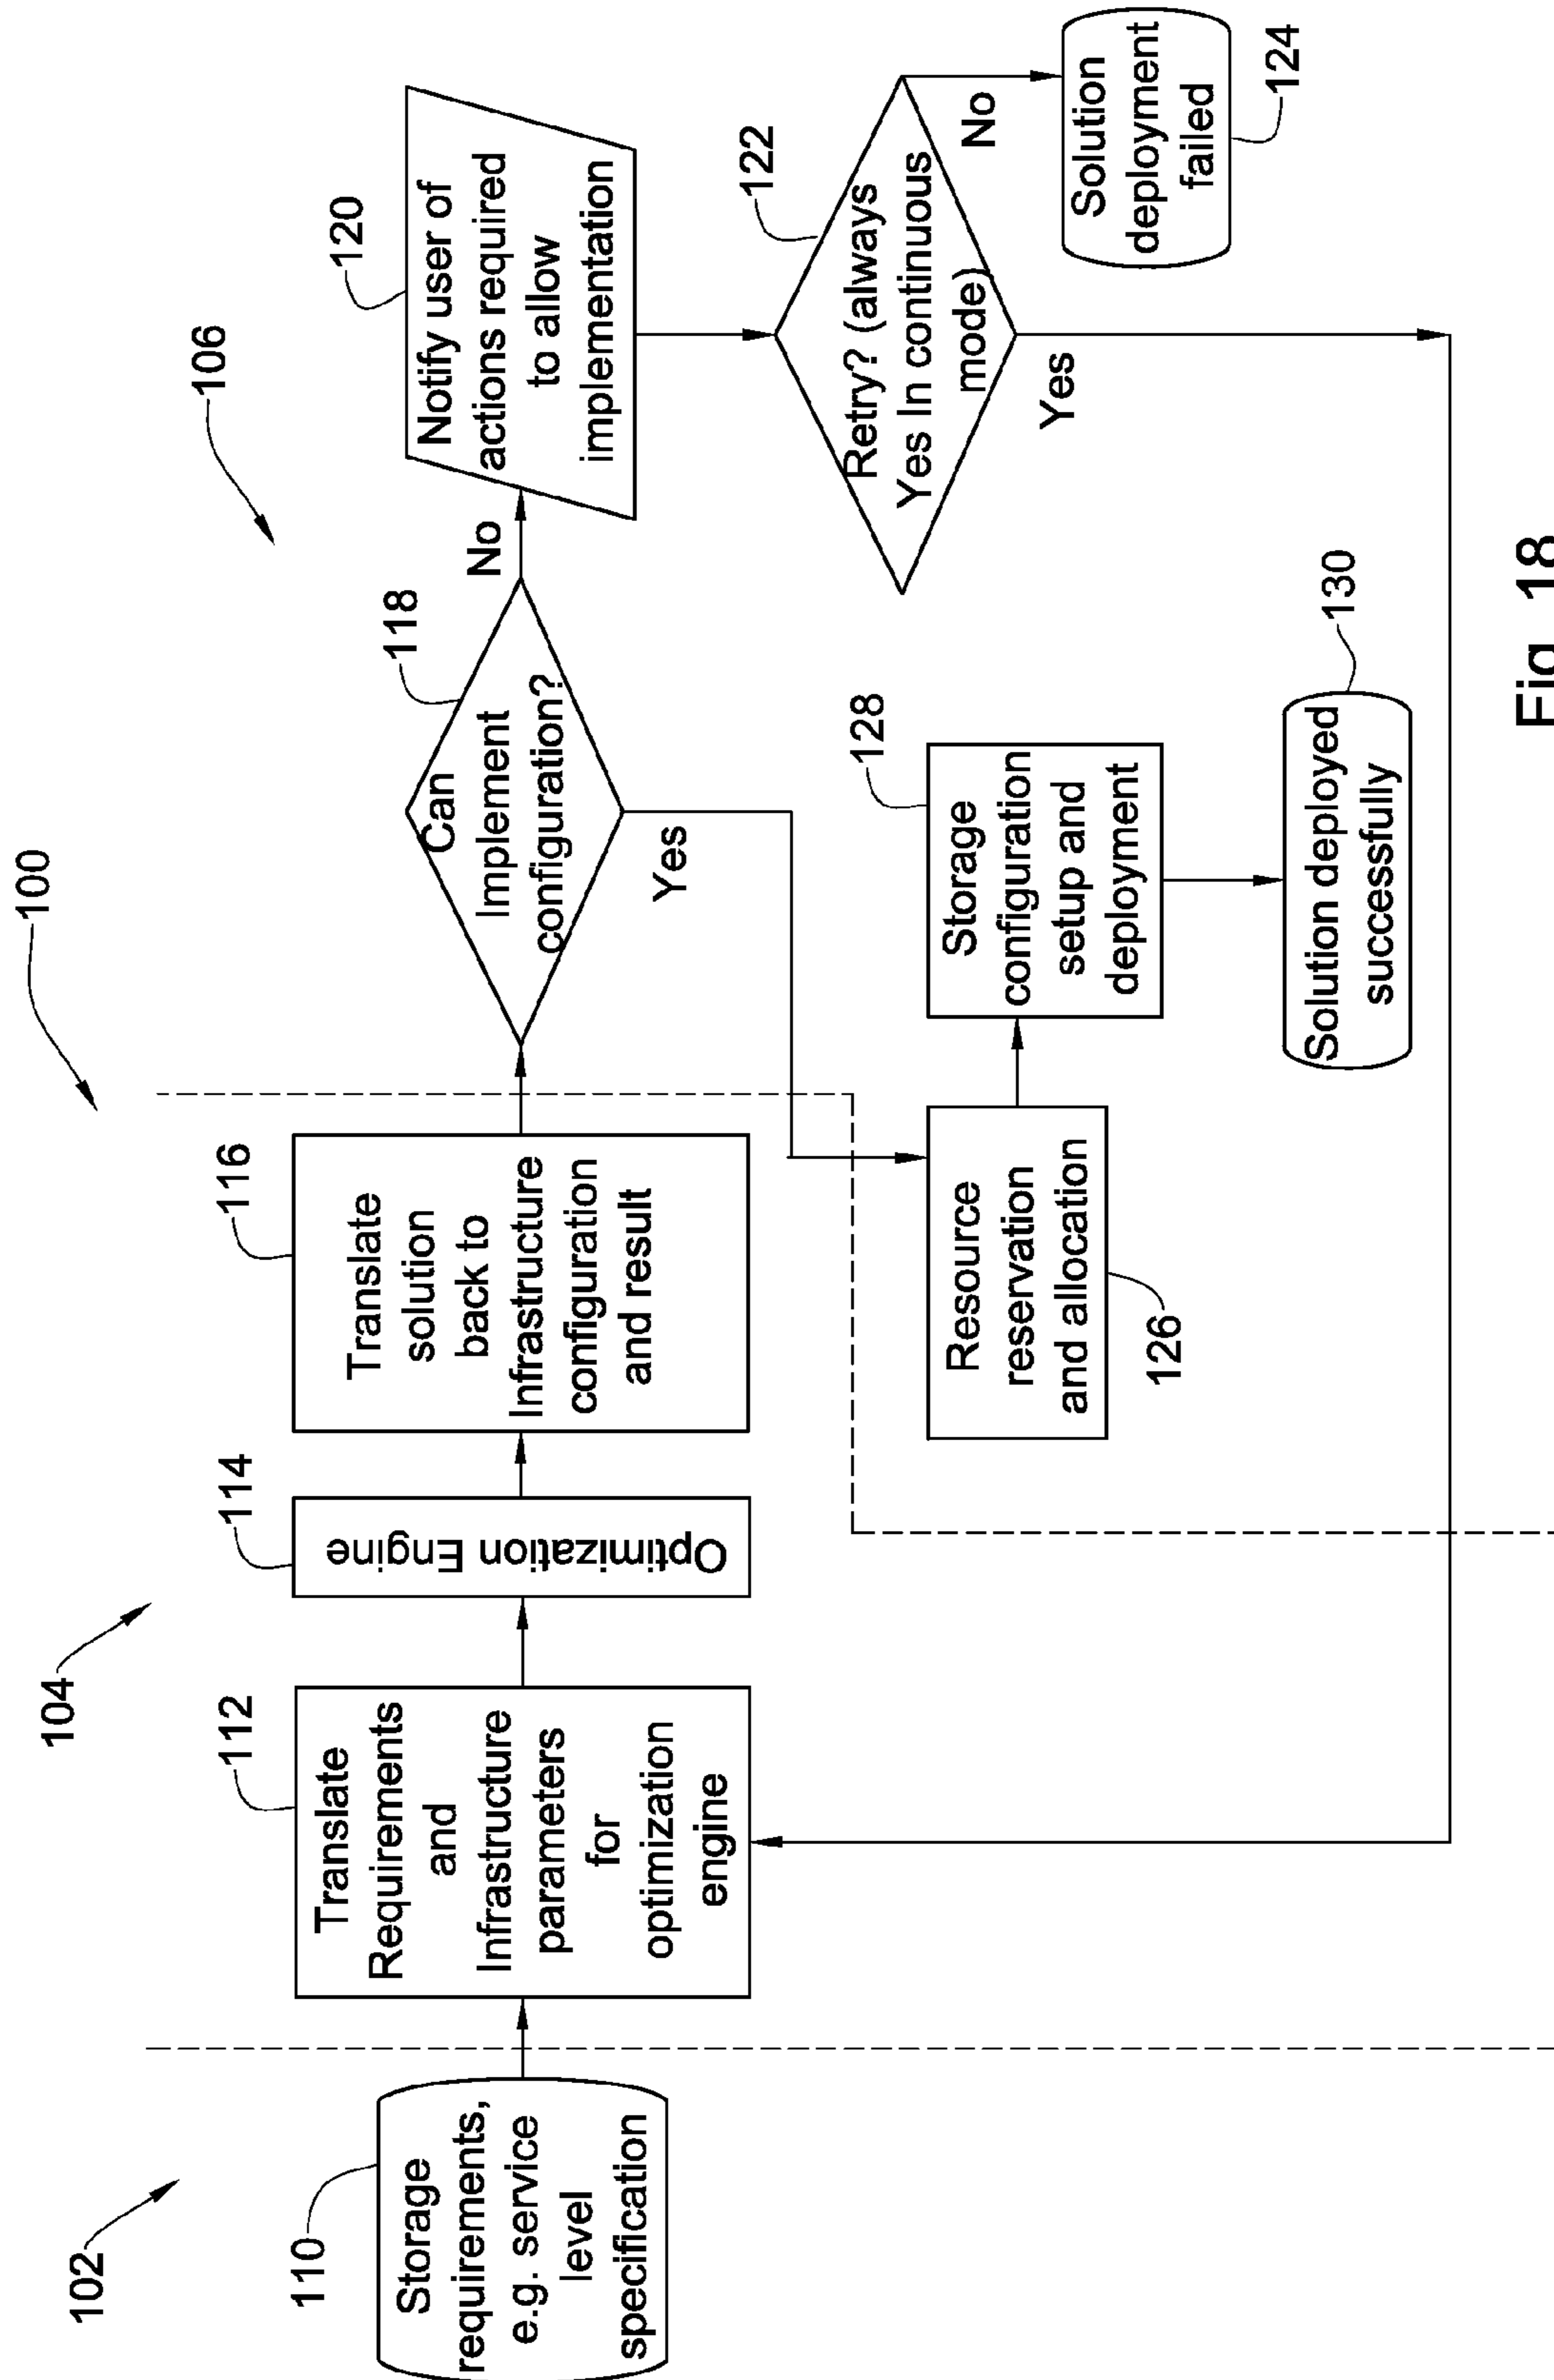 100
102
104
106
110
Storage
requirements,
e.g. service
level
specification
112
Translate
Requirements
and
Infrastructure
parameters
for
optimization
engine
114
Optimization Engine
116
Translate
solution
back to
Infrastructure
configuration
and result
118
Can
Implement
configuration?
No
Yes
120
Notify user of
actions required
to allow
implementation
122
Retry? (always
Yes In continuous
mode)
No
Yes
Solution
deployment
failed
124
Resource
reservation
and allocation
126
128
Storage
configuration
setup and
deployment
Solution deployed
successfully
130
Fig. 18